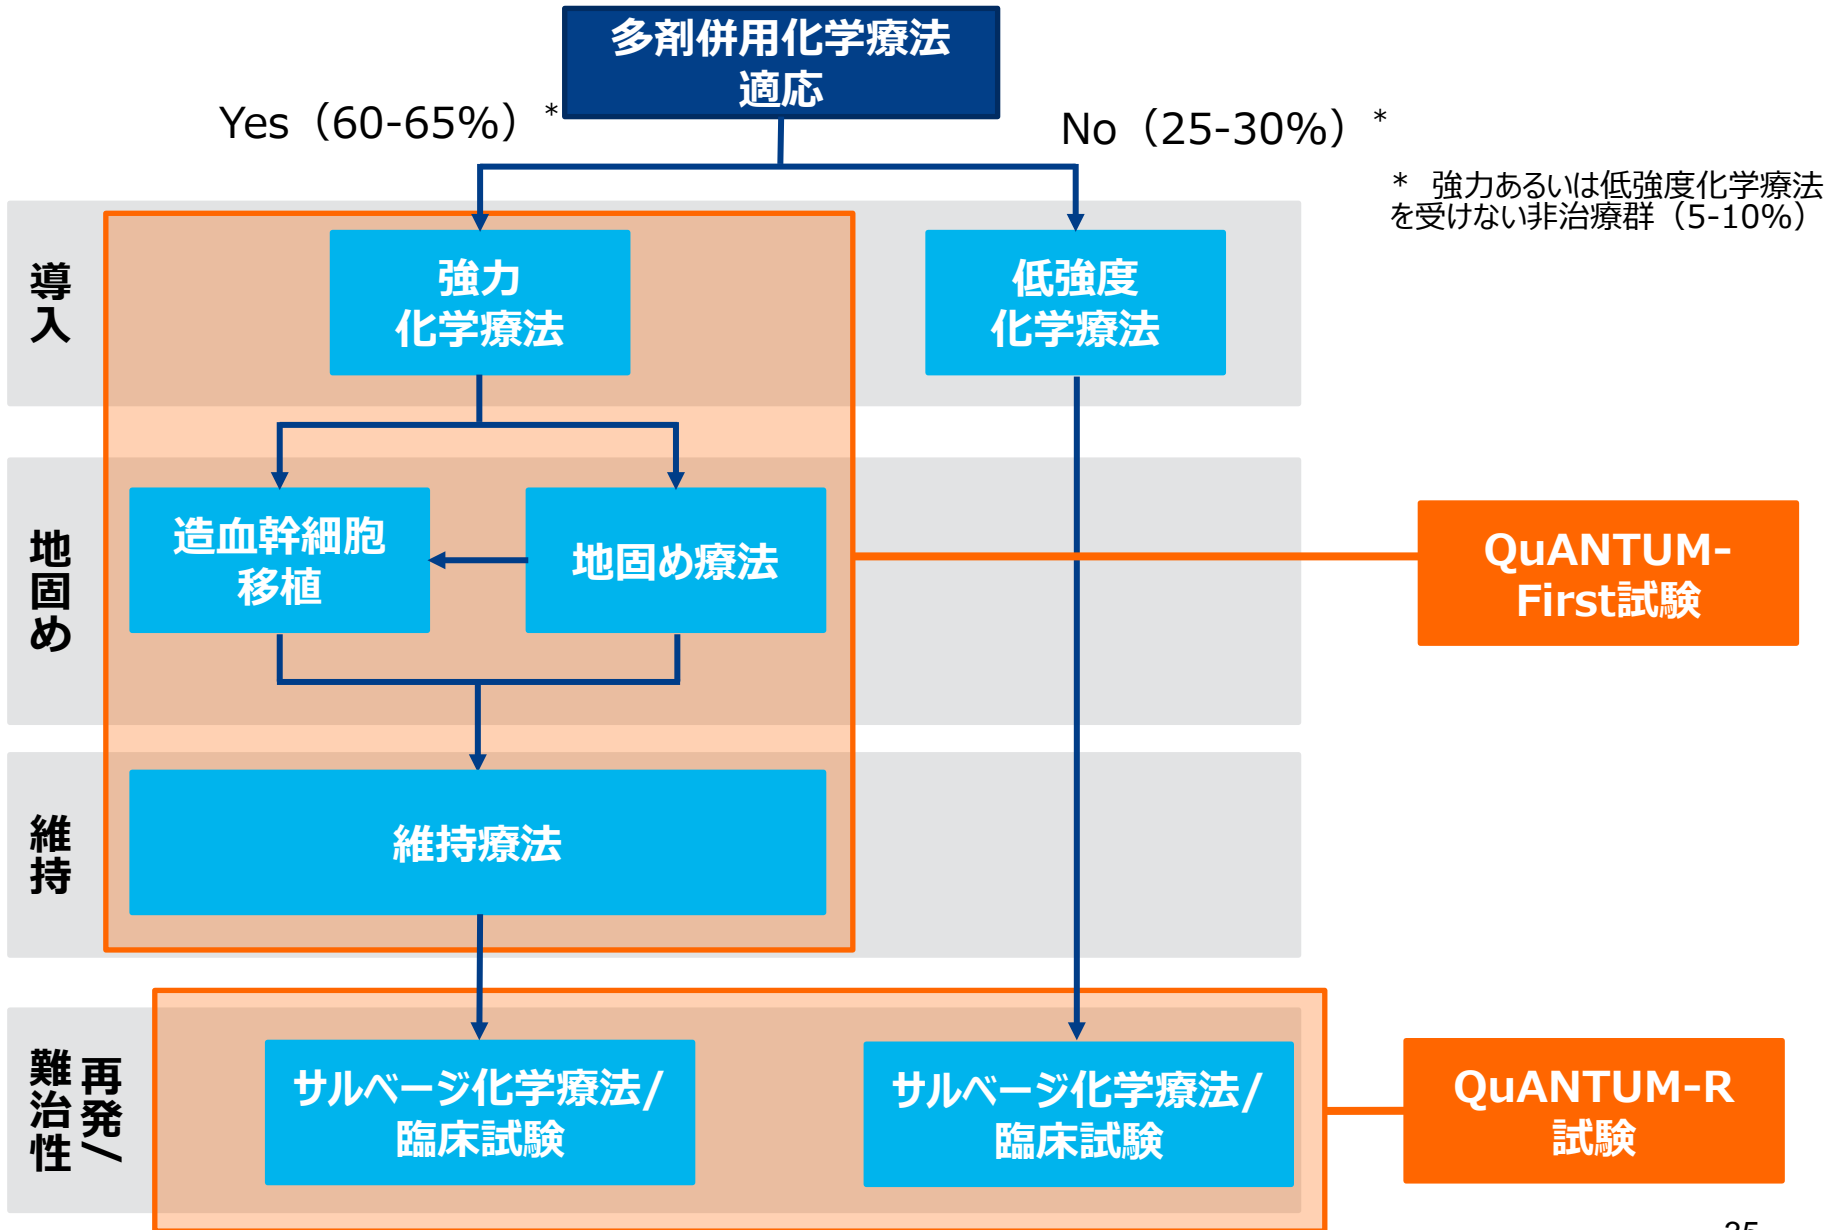 多剤併用化学療法
適応
Yes（60-65%）*
No（25-30%）*
* 強力あるいは低強度化学療法
を受けない非治療群（5-10%）
導入
強力
化学療法
低強度
化学療法
地固め
造血幹細胞
移植
地固め療法
QuANTUM-
First試験
維持
維持療法
再発/
難治性
サルベージ化学療法/
臨床試験
サルベージ化学療法/
臨床試験
QuANTUM-R
試験